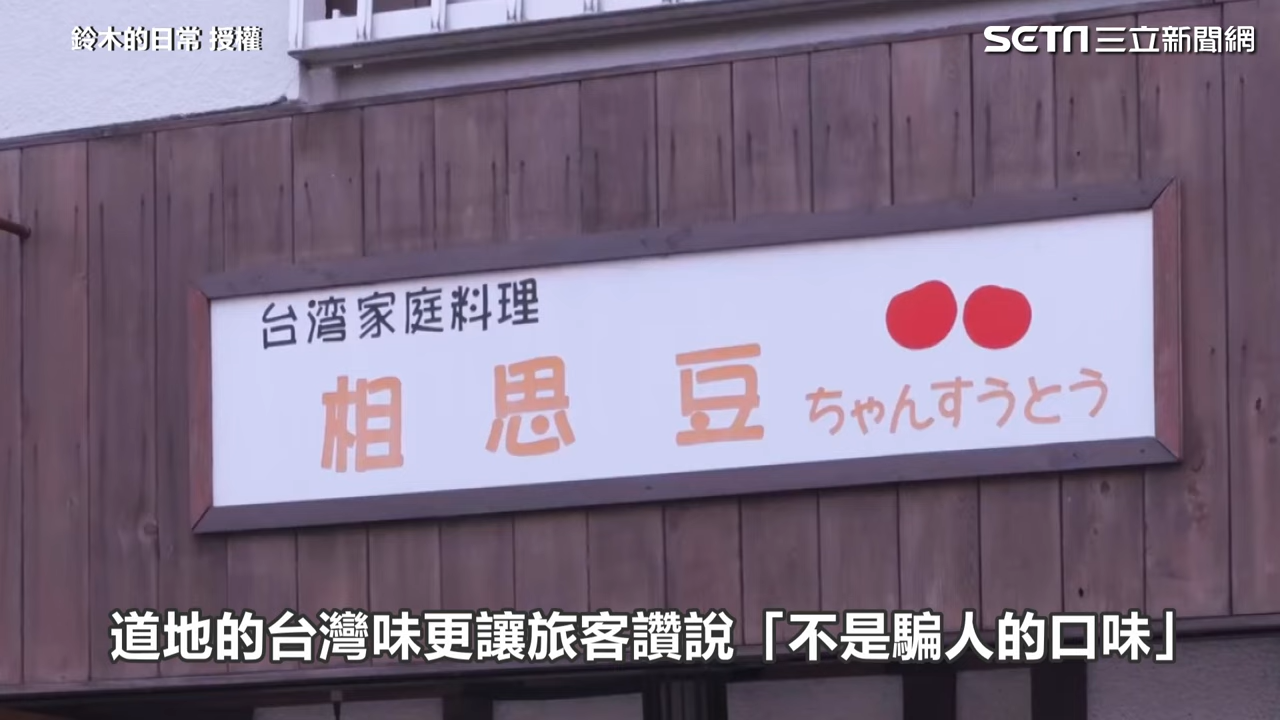 鈴木的日常 授權
SETN三立新聞網
台湾家庭料理
相思豆 ちゃんすうとう
道地的台灣味更讓旅客讚說「不是騙人的口味」